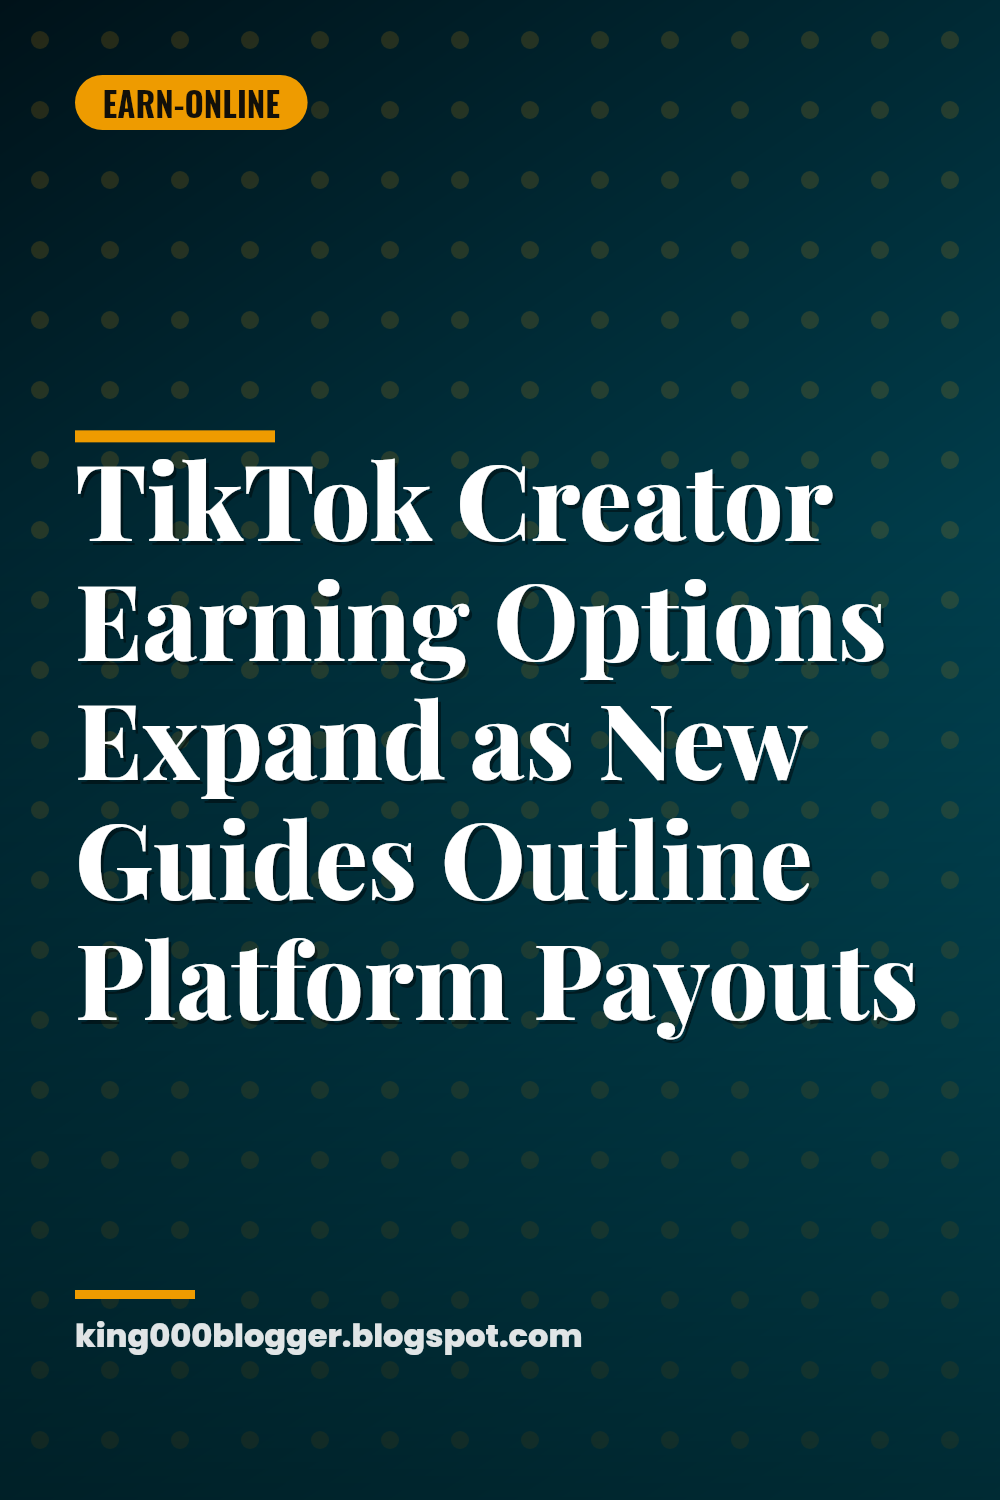 EARN-ONLINE
TikTok Creator
Earning Options
Expand as New
Guides Outline
Platform Payouts
king000blogger.blogspot.com